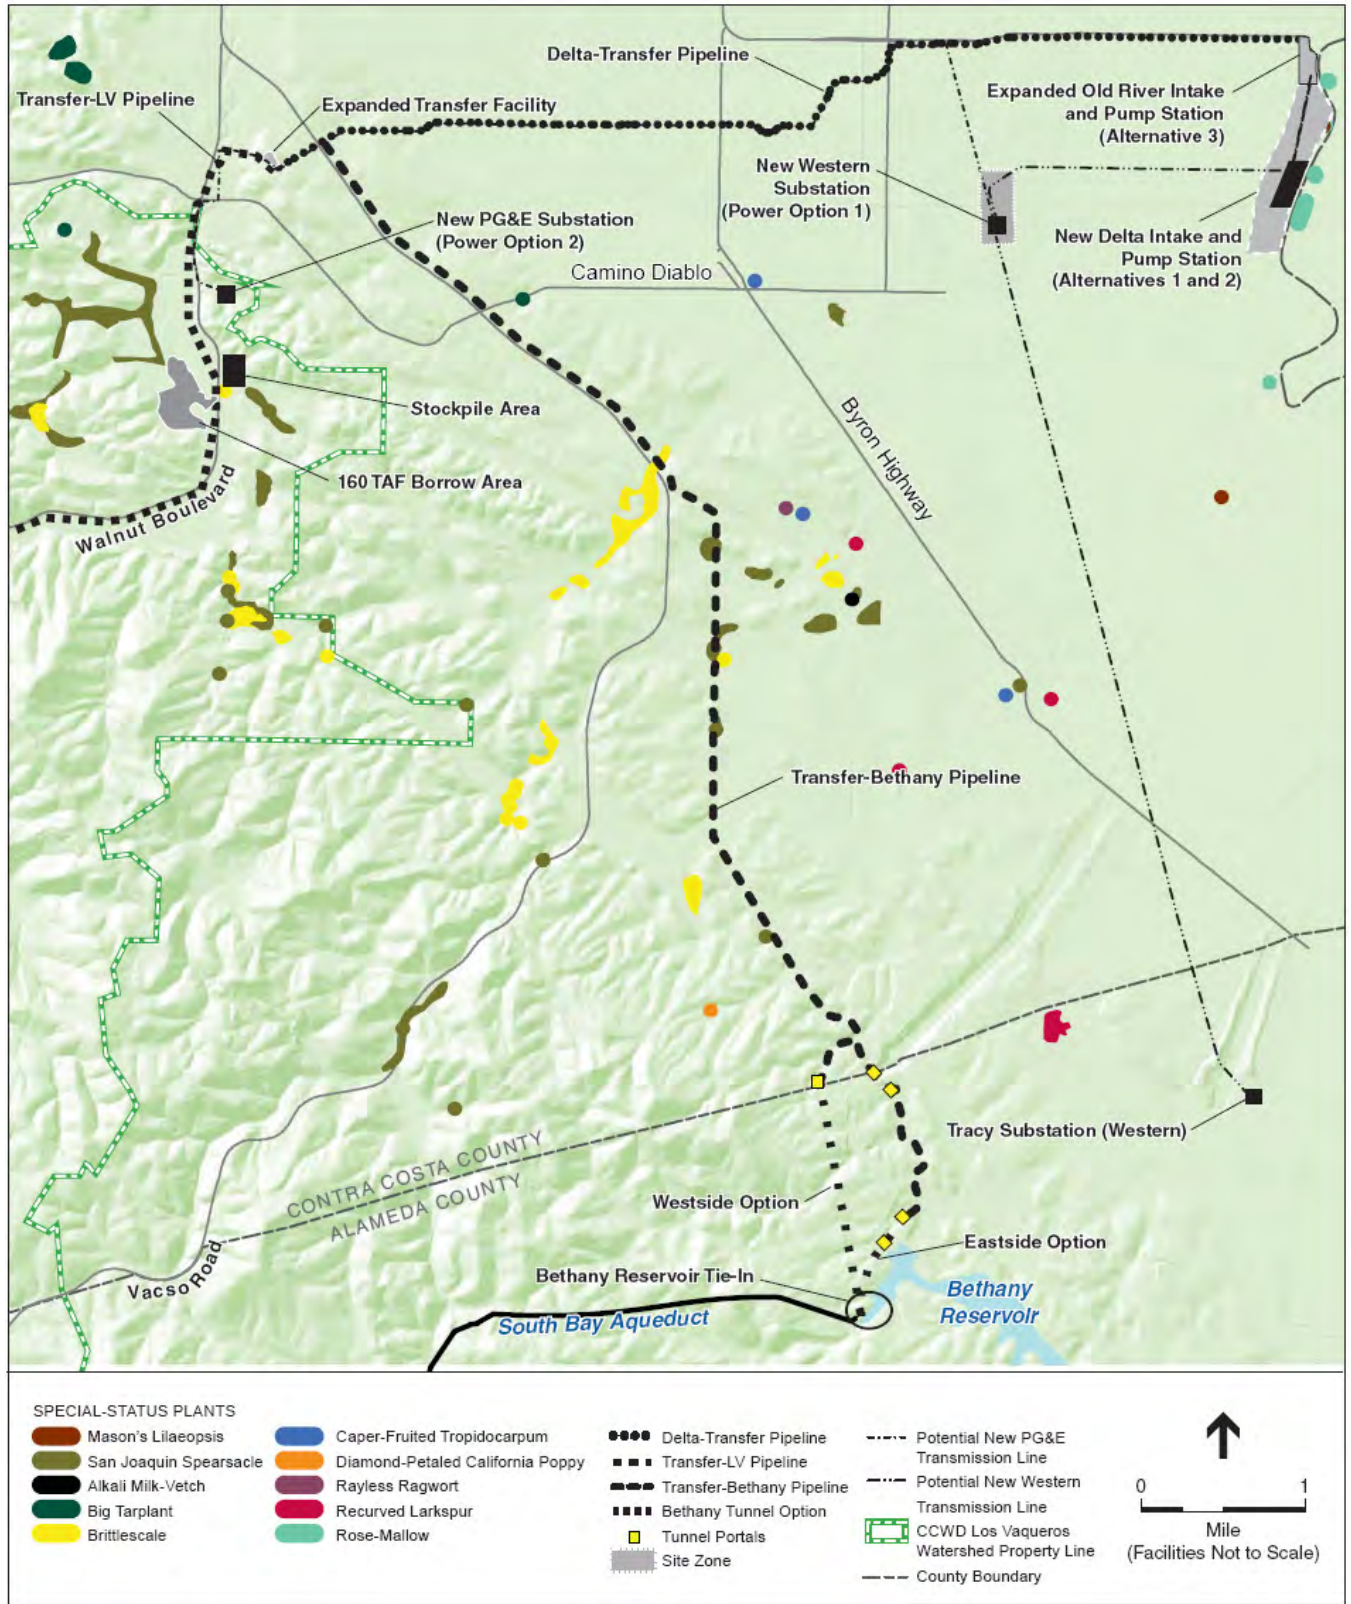 Delta-Transfer Pipeline
Transfer-LV Pipeline
Expanded Transfer Facility
Expanded Old River Intake
and Pump Station
(Alternative 3)
New Western
Substation
(Power Option 1)
New PG&E Substation
(Power Option 2)
New Delta Intake and
Pump Station
(Alternatives 1 and 2)
Camino Diablo
Stockpile Area
Byron Highway
160 TAF Borrow Area
Walnut Boulevard
Transfer-Bethany Pipeline
Tracy Substation (Western)
CONTRA COSTA COUNTY
ALAMEDA COUNTY
Westside Option
Eastside Option
Vacso Road
Bethany Reservoir Tie-In
Bethany
Reservoir
South Bay Aqueduct
SPECIAL-STATUS PLANTS
Mason's Lilaeopsis
San Joaquin Spearsacle
Alkali Milk-Vetch
Big Tarplant
Brittlescale
Caper-Fruited Tropidocarpum
Diamond-Petaled California Poppy
Rayless Ragwort
Recurved Larkspur
Rose-Mallow
Delta-Transfer Pipeline
Transfer-LV Pipeline
Transfer-Bethany Pipeline
Bethany Tunnel Option
Tunnel Portals
Site Zone
Potential New PG&E
Transmission Line
Potential New Western
Transmission Line
CCWD Los Vaqueros
Watershed Property Line
County Boundary
0 1
Mile
(Facilities Not to Scale)